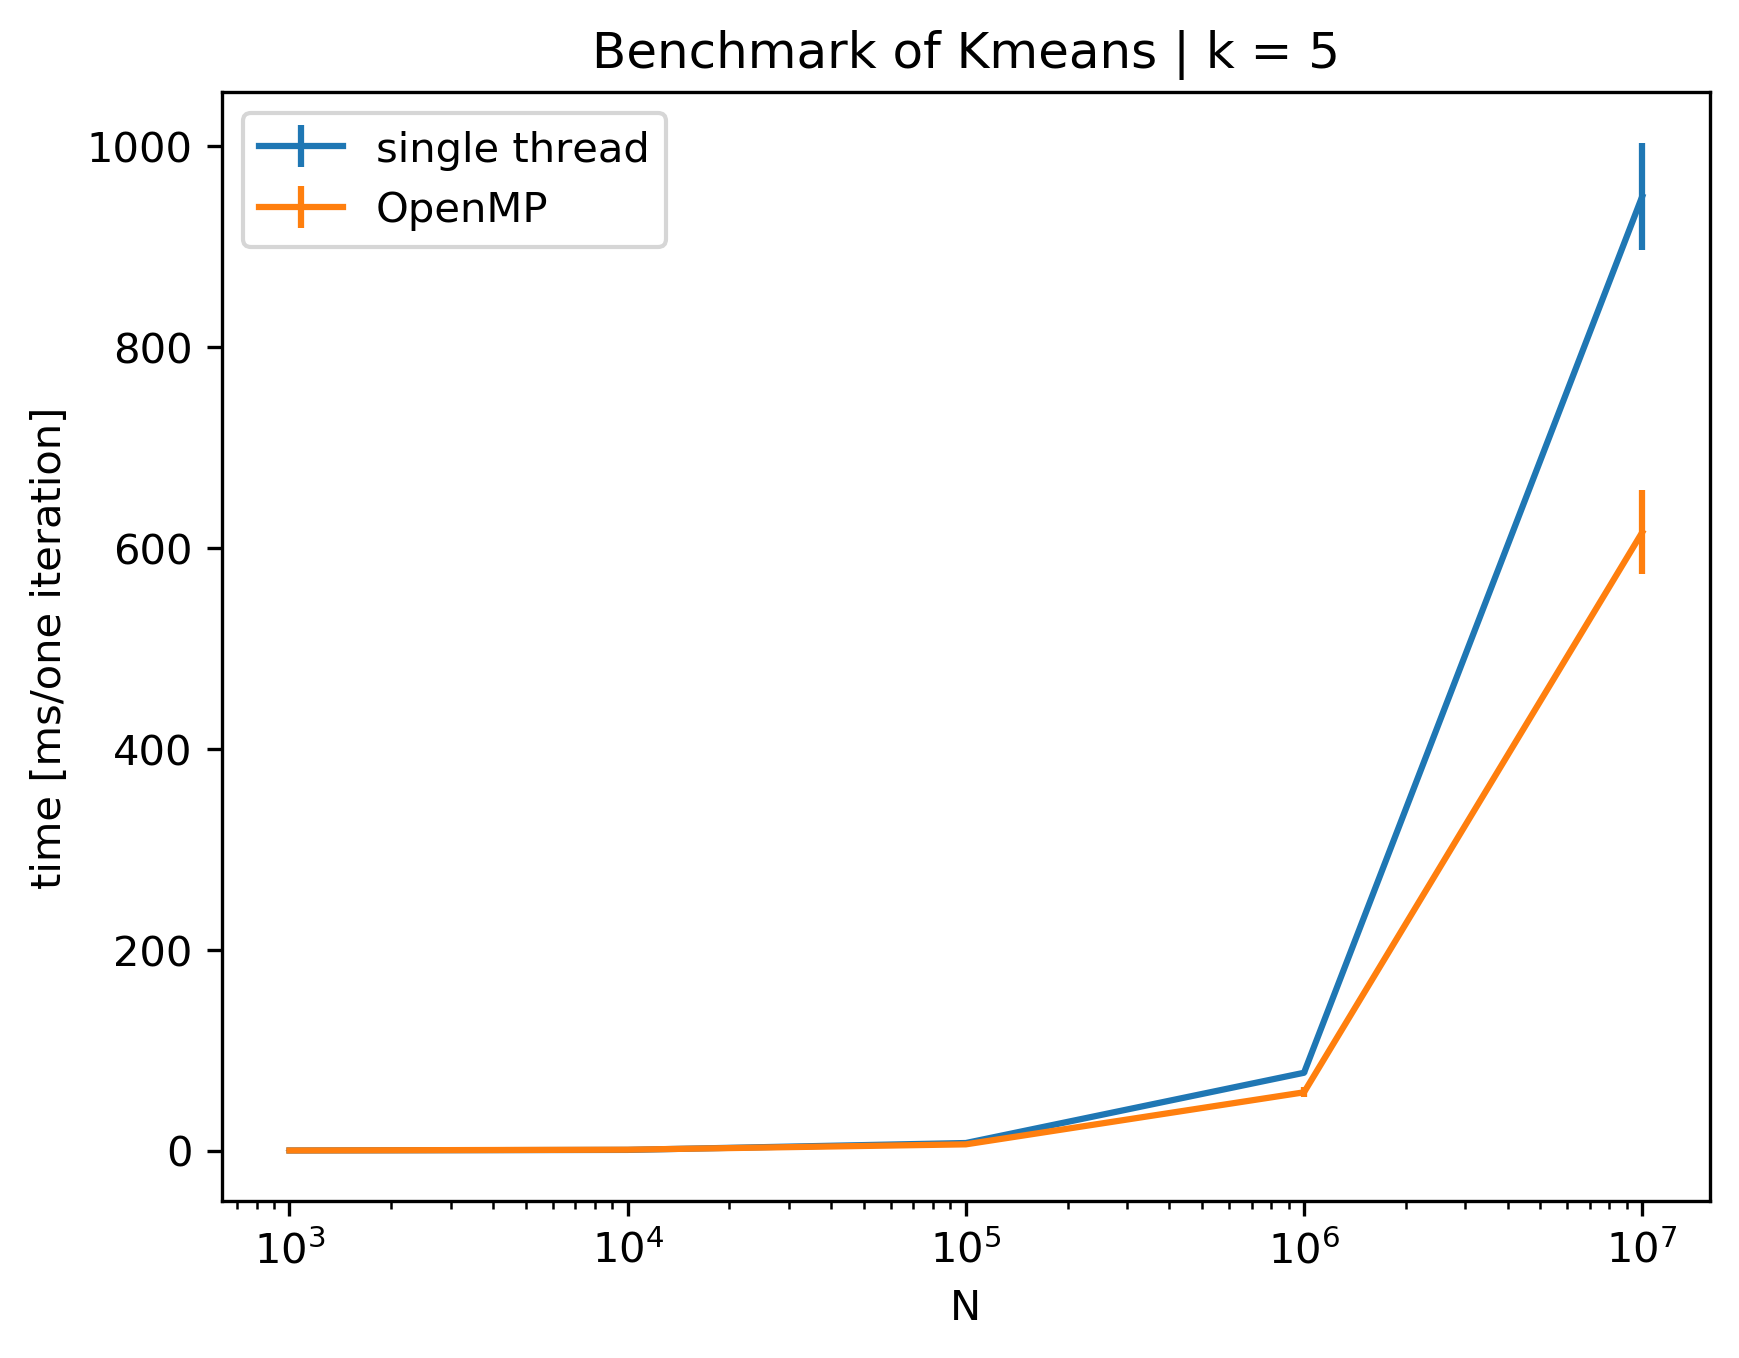 Benchmark of Kmeans | k = 5
single thread
OpenMP
1000
800
600
400
200
0
time [ms/one iteration]
10³ 10⁴ 10⁵ 10⁶ 10⁷
N